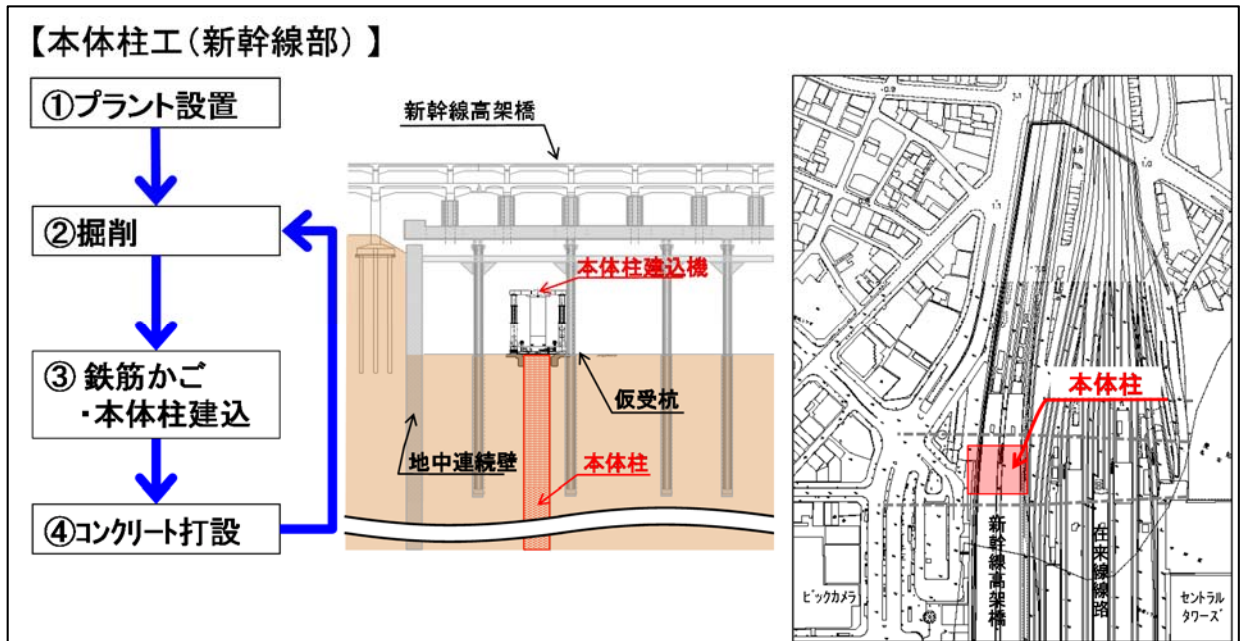 【本体柱工(新幹線部) 】
①プラント設置
②掘削
③ 鉄筋かご
・本体柱建込
④コンクリート打設
新幹線高架橋
本体柱建込機
仮受杭
地中連続壁
本体柱
本体柱
新幹線高架橋
在来線線路
ビックカメラ
セントラル
タワーズ